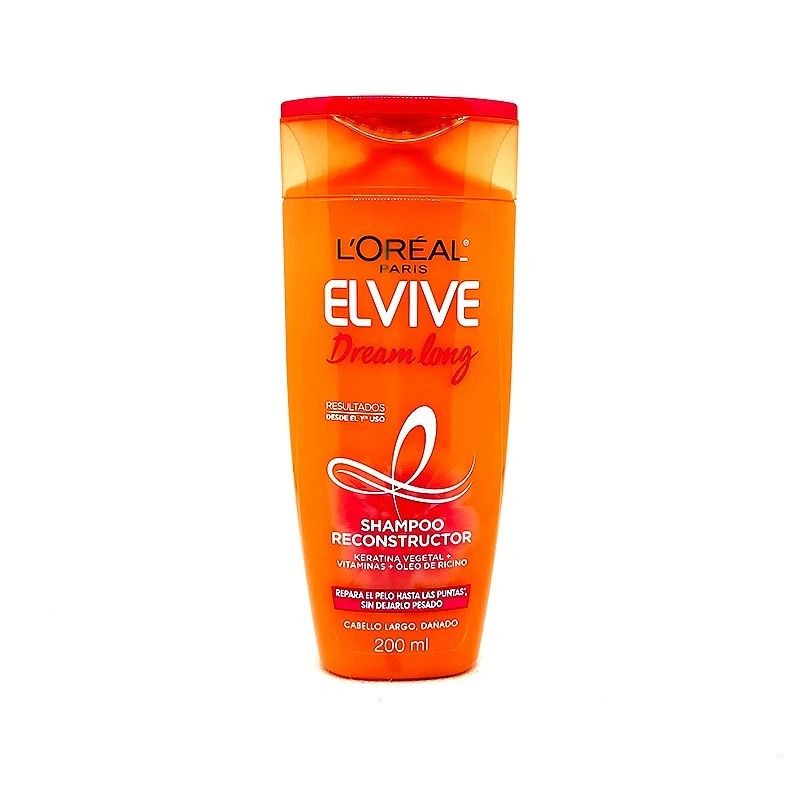 L'ORÉAL®
PARIS
ELVIVE
Dream long
RESULTADOS
DESDE EL 1ER USO
SHAMPOO
RECONSTRUCTOR
KERATINA VEGETAL +
VITAMINAS + ÓLEO DE RICINO
REPARA EL PELO HASTA LAS PUNTAS*,
SIN DEJARLO PESADO
CABELLO LARGO, DAÑADO
200 ml